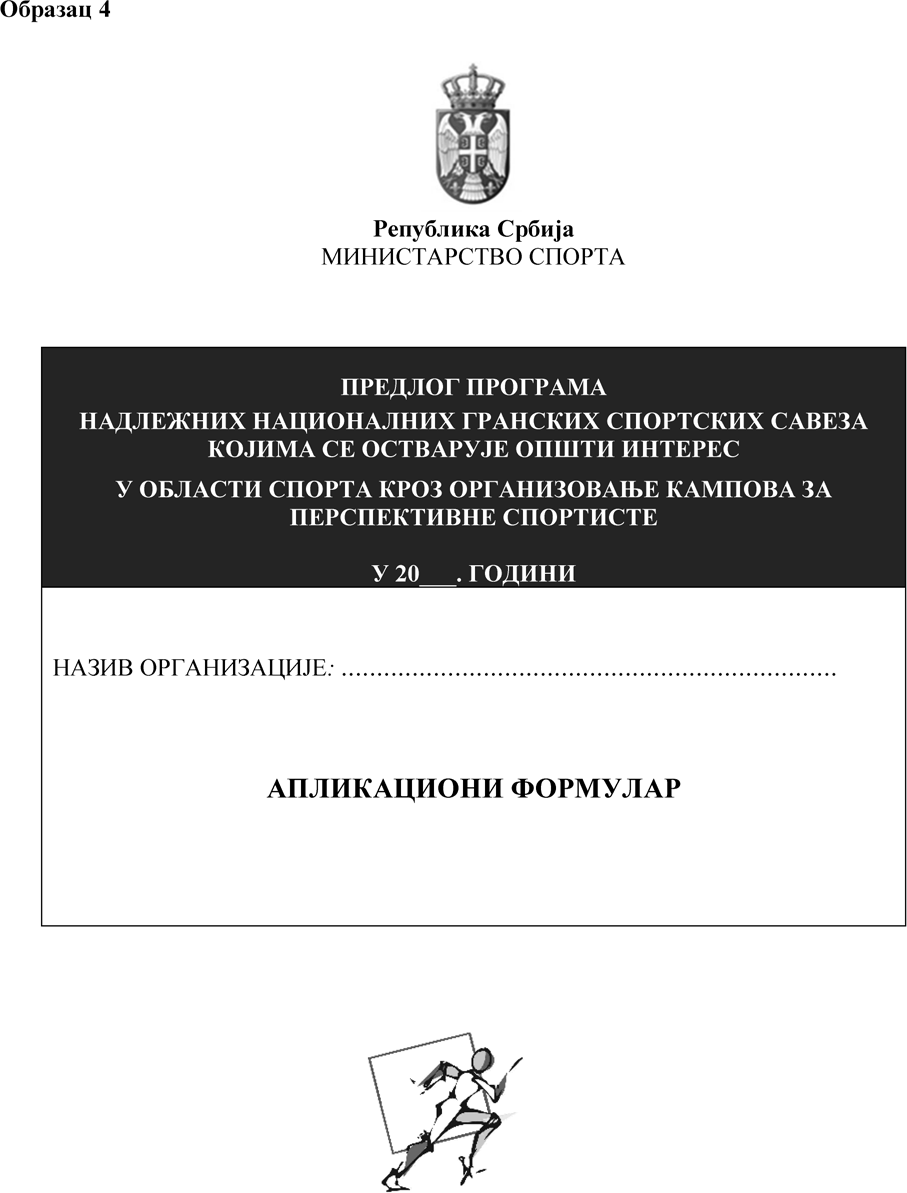 Образац 4
Република Србија
МИНИСТАРСТВО СПОРТА
ПРЕДЛОГ ПРОГРАМА
НАДЛЕЖНИХ НАЦИОНАЛНИХ ГРАНСКИХ СПОРТСКИХ САВЕЗА
КОЈИМА СЕ ОСТВАРУЈЕ ОПШТИ ИНТЕРЕС
У ОБЛАСТИ СПОРТА КРОЗ ОРГАНИЗОВАЊЕ КАМПОВА ЗА
ПЕРСПЕКТИВНЕ СПОРТИСТЕ
У 20___. ГОДИНИ
НАЗИВ ОРГАНИЗАЦИЈЕ: ......................................................................
АПЛИКАЦИОНИ ФОРМУЛАР